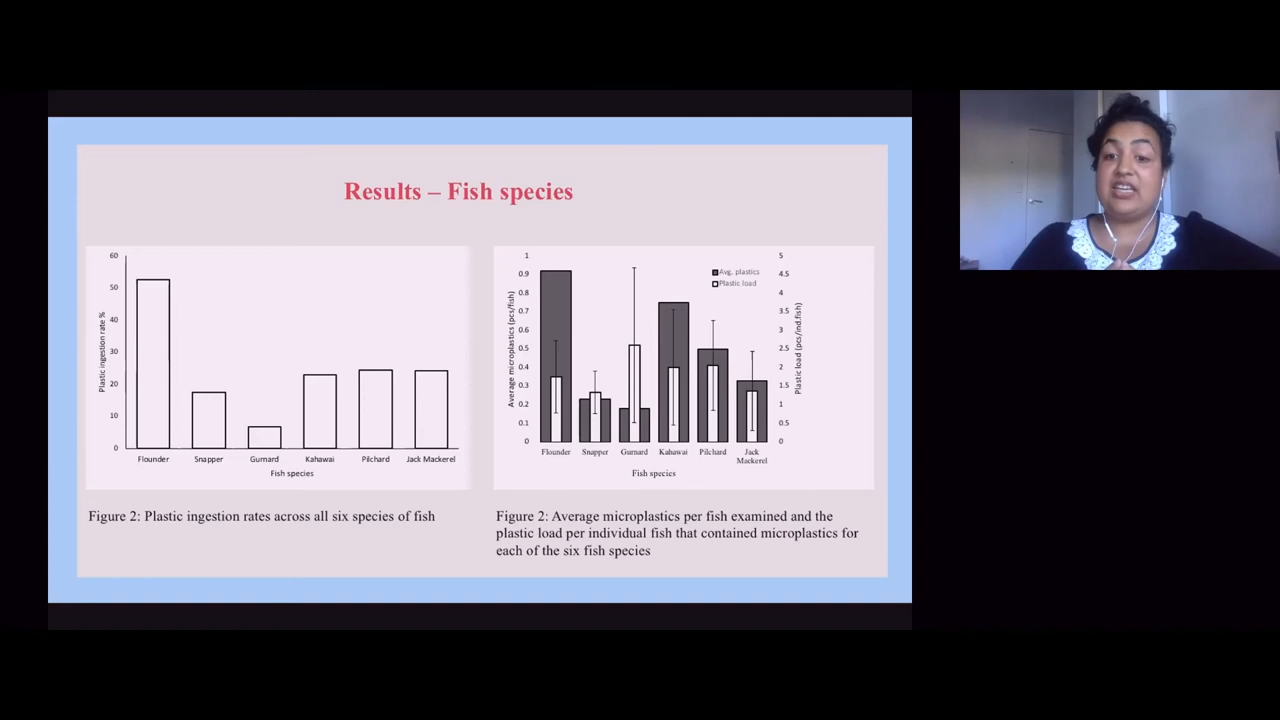 Results – Fish species
60
50
40
30
20
10
0
Plastic ingestion rate %
Flounder Snapper Gurnard Kahawai Pilchard Jack Mackerel
Fish species
Figure 2: Plastic ingestion rates across all six species of fish
1
0.9
0.8
0.7
0.6
0.5
0.4
0.3
0.2
0.1
0
Average microplastics (pcs/fish)
Avg. plastics
Plastic load
5
4.5
4
3.5
3
2.5
2
1.5
1
0.5
0
Plastic load (pcs/ind.fish)
Flounder Snapper Gurnard Kahawai Pilchard Jack
Mackerel
Fish species
Figure 2: Average microplastics per fish examined and the
plastic load per individual fish that contained microplastics for
each of the six fish species